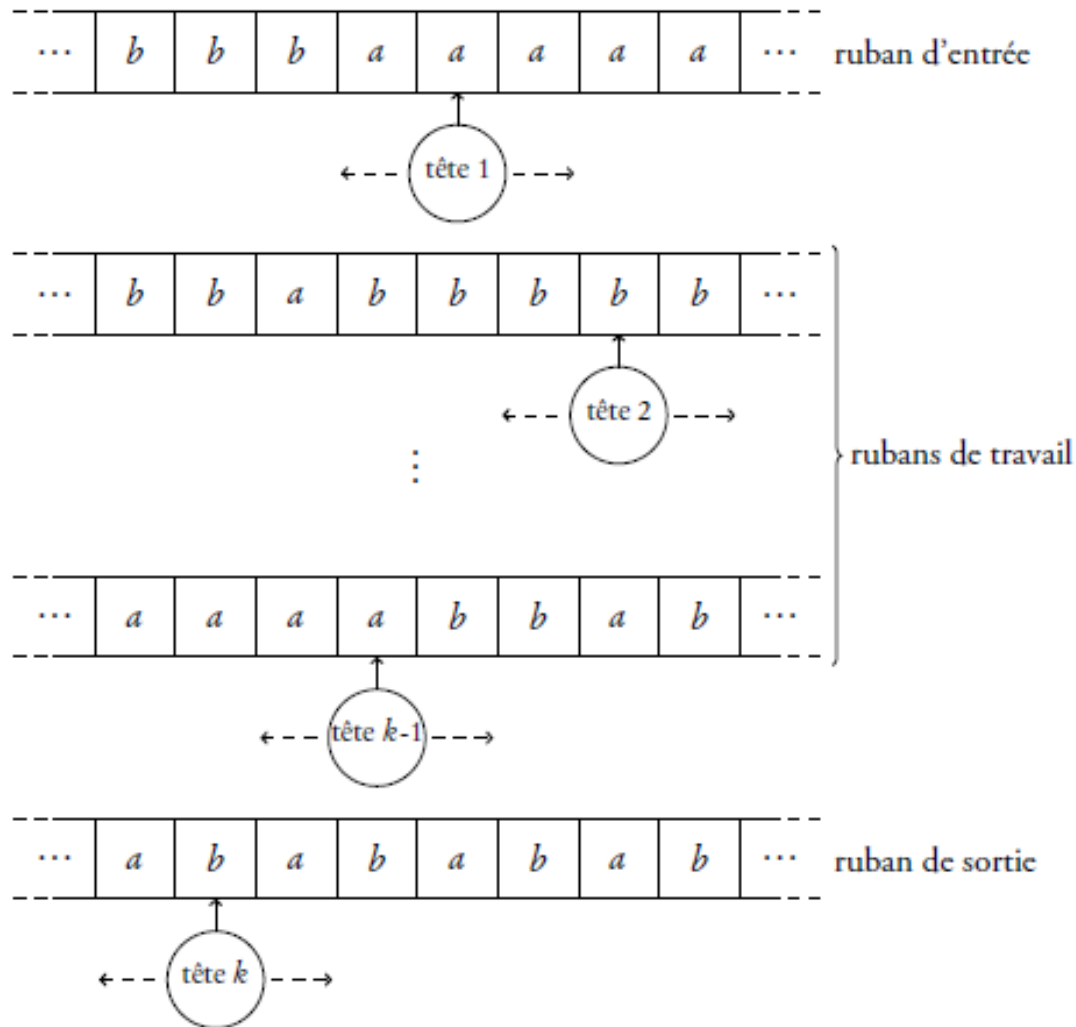 ··· b b b a a a a a ··· ruban d'entrée
tête 1
··· b b a b b b b b ···
tête 2
⋮ rubans de travail
··· a a a a b b a b ···
tête k-1
··· a b a b a b a b ··· ruban de sortie
tête k